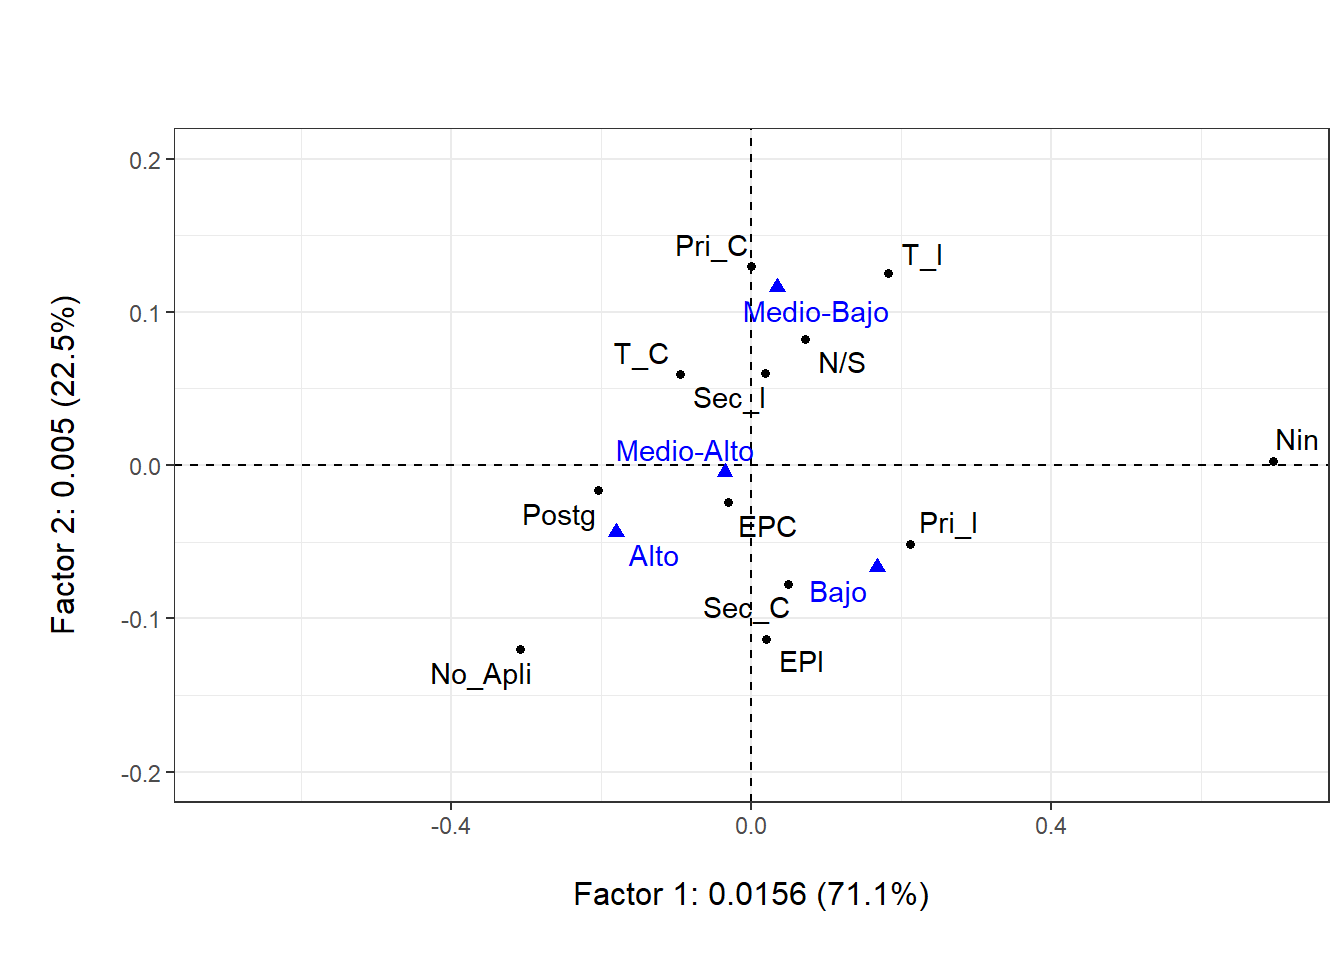 0.2
Pri_C
T_I
0.1
Medio-Bajo
T_C
N/S
Sec_I
Medio-Alto
Nin
0.0
Postg
EPC
Pri_I
Alto
Bajo
Sec_C
-0.1
EPI
No_Apli
-0.2
-0.4
0.0
0.4
Factor 1: 0.0156 (71.1%)
Factor 2: 0.005 (22.5%)